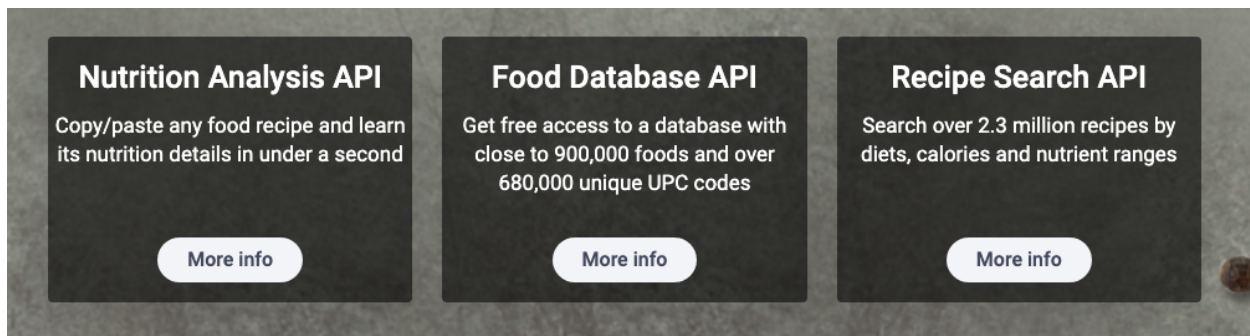 Nutrition Analysis API
Copy/paste any food recipe and learn
its nutrition details in under a second
More info
Food Database API
Get free access to a database with
close to 900,000 foods and over
680,000 unique UPC codes
More info
Recipe Search API
Search over 2.3 million recipes by
diets, calories and nutrient ranges
More info